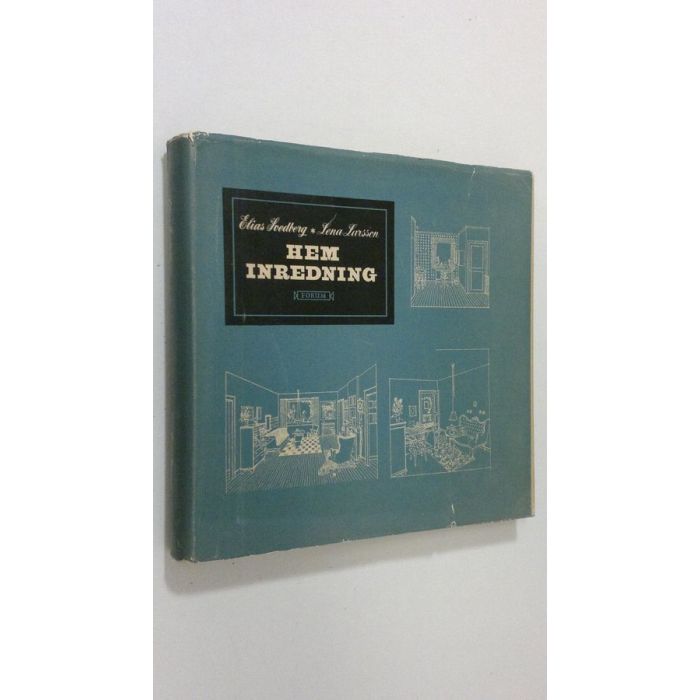 Elias Svedberg * Lena Larsson
HEM
INREDNING
FORUM